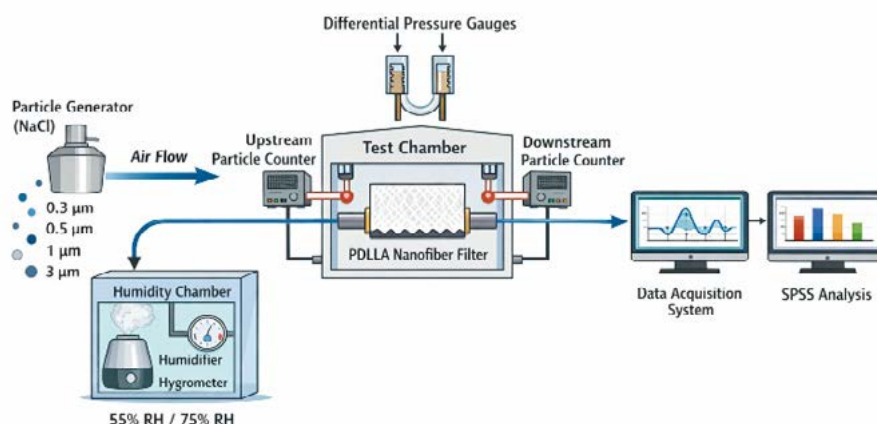 Differential Pressure Gauges
Particle Generator
(NaCl)
Air Flow
0.3 µm
0.5 µm
1 µm
3 µm
Upstream
Particle Counter
Test Chamber
Downstream
Particle Counter
PDLLA Nanofiber Filter
Humidity Chamber
Humidifier
Hygrometer
55% RH / 75% RH
Data Acquisition
System
SPSS Analysis